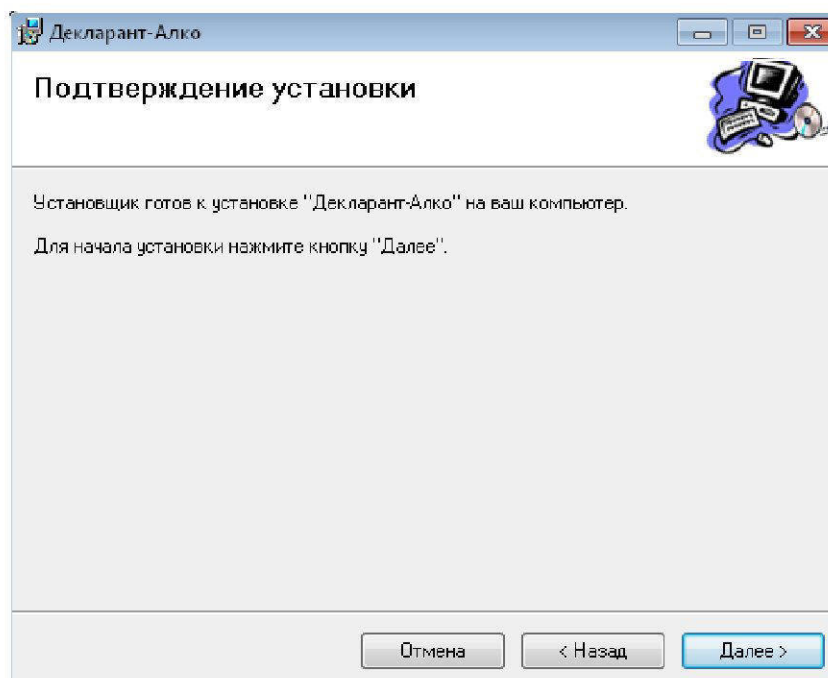 Декларант-Алко
Подтверждение установки
Установщик готов к установке "Декларант-Алко" на ваш компьютер.
Для начала установки нажмите кнопку "Далее".
Отмена
< Назад
Далее >